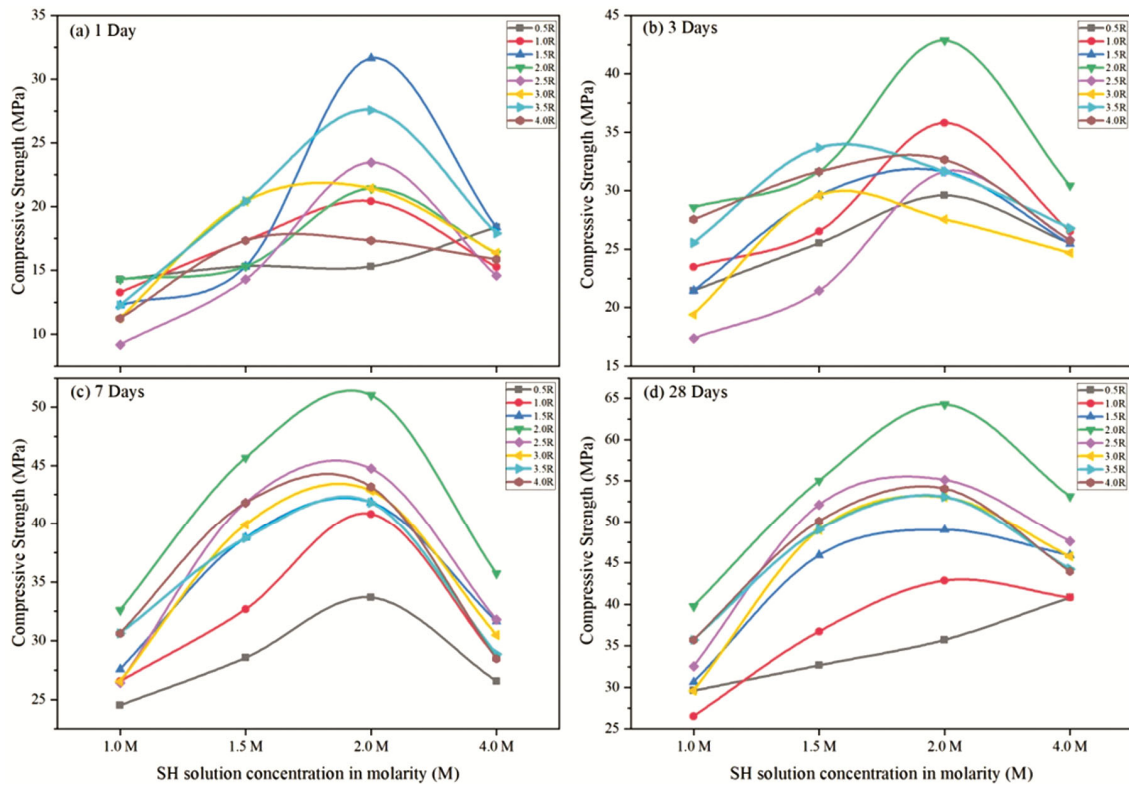 (a) 1 Day
0.5R
1.0R
1.5R
2.0R
2.5R
3.0R
3.5R
4.0R
35
30
25
20
15
10
Compressive Strength (MPa)
(b) 3 Days
0.5R
1.0R
1.5R
2.0R
2.5R
3.0R
3.5R
4.0R
45
40
35
30
25
20
15
Compressive Strength (MPa)
(c) 7 Days
0.5R
1.0R
1.5R
2.0R
2.5R
3.0R
3.5R
4.0R
50
45
40
35
30
25
Compressive Strength (MPa)
1.0 M 1.5 M 2.0 M 4.0 M
SH solution concentration in molarity (M)
(d) 28 Days
0.5R
1.0R
1.5R
2.0R
2.5R
3.0R
3.5R
4.0R
65
60
55
50
45
40
35
30
25
Compressive Strength (MPa)
1.0 M 1.5 M 2.0 M 4.0 M
SH solution concentration in molarity (M)